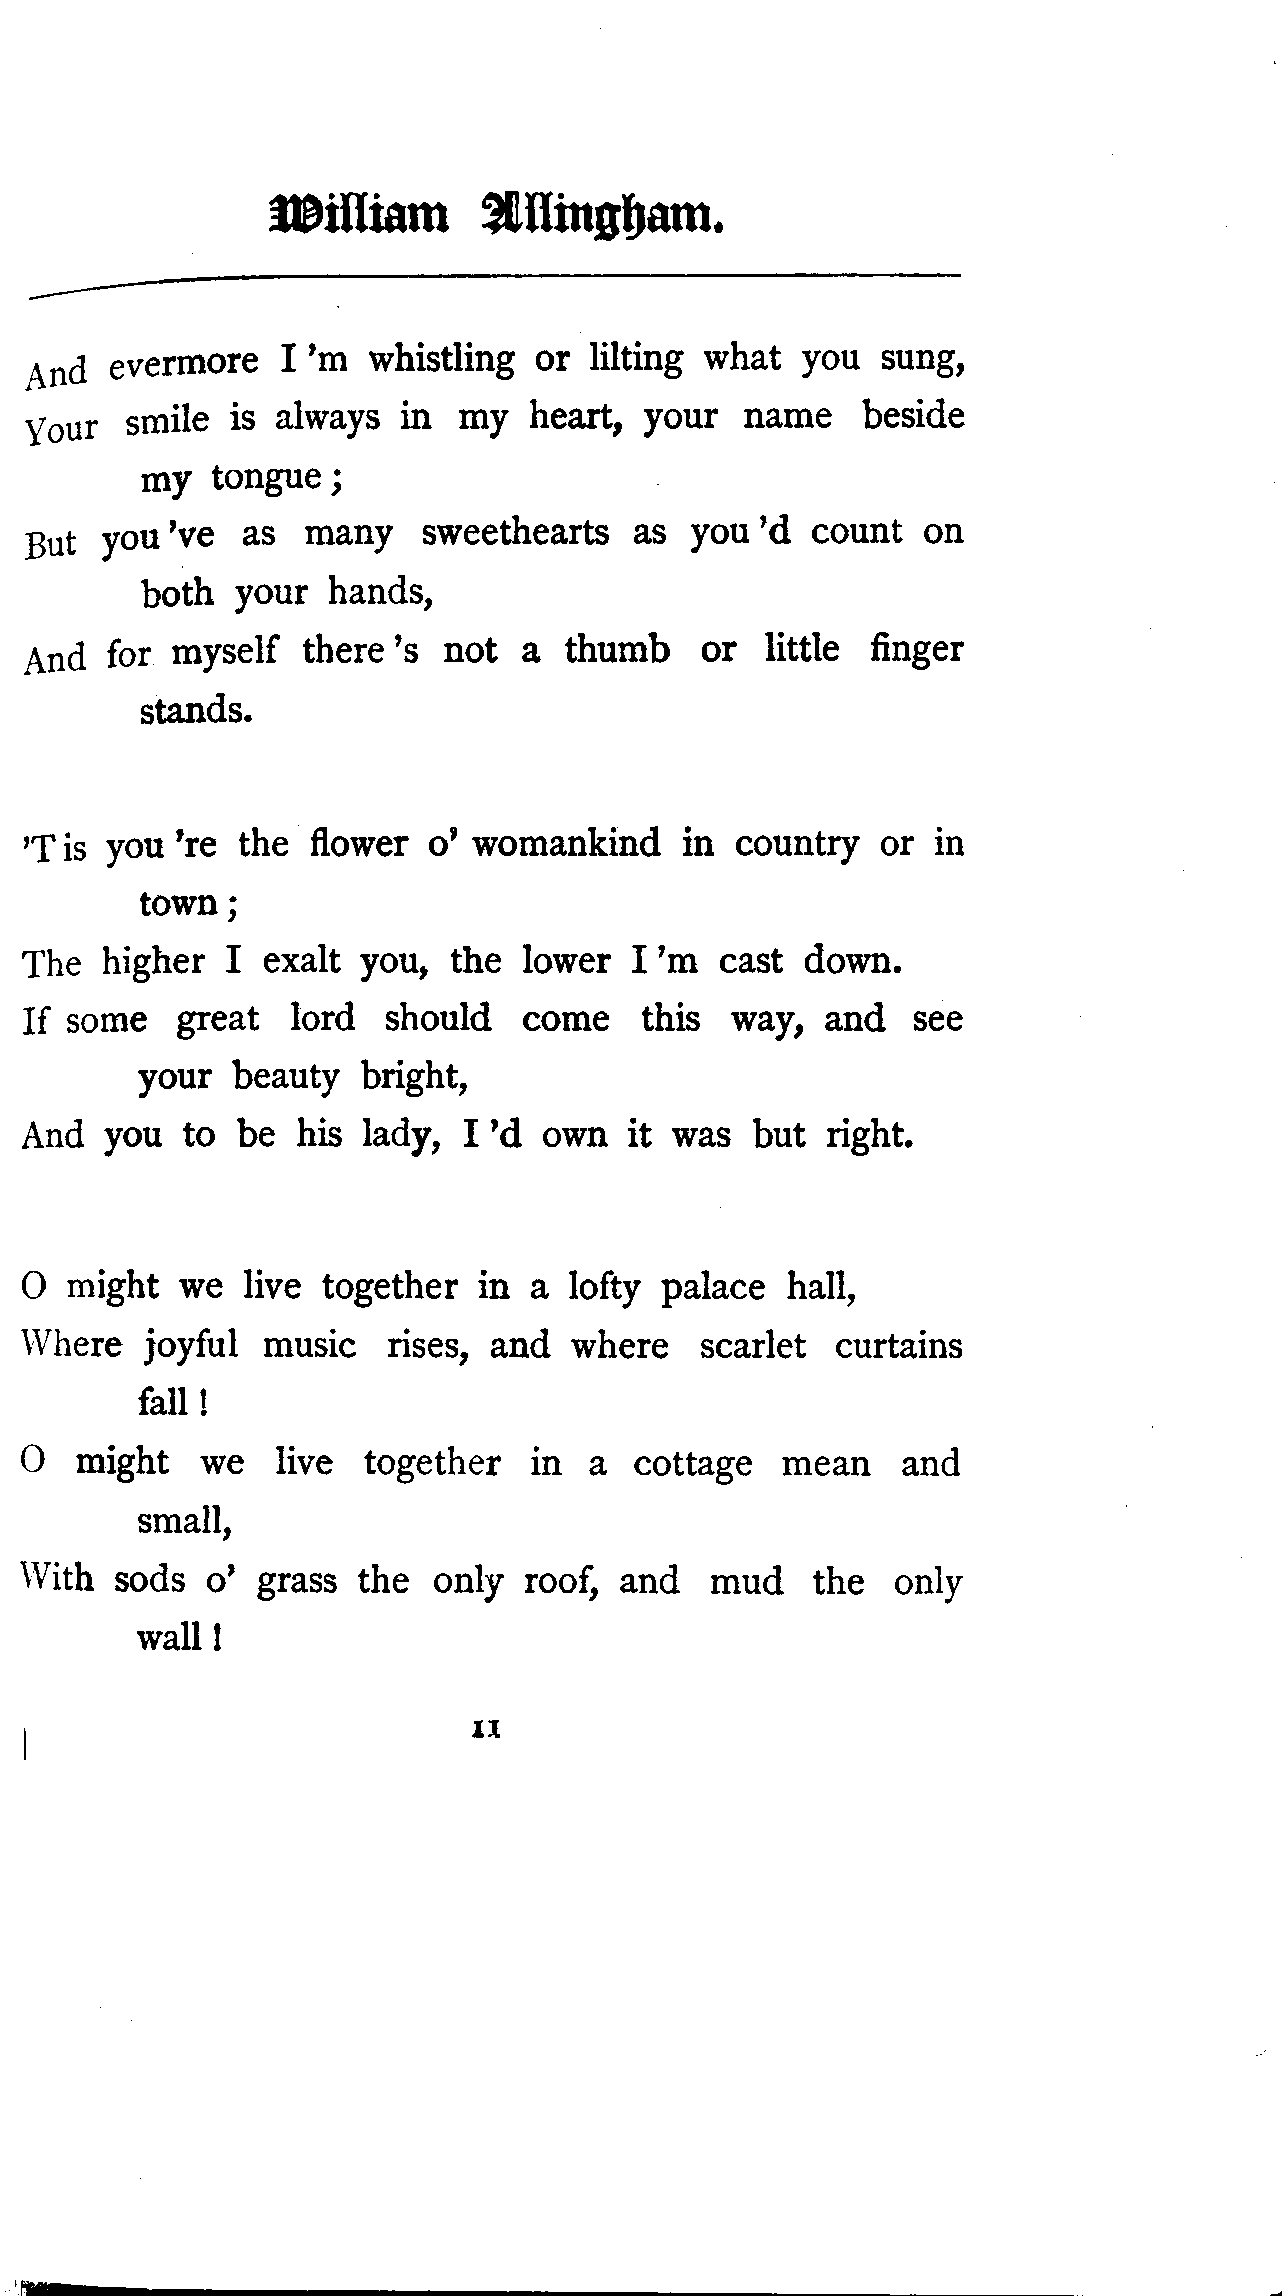 William Allingham.
And evermore I 'm whistling or lilting what you sung,
Your smile is always in my heart, your name beside
my tongue ;
But you 've as many sweethearts as you 'd count on
both your hands,
And for myself there 's not a thumb or little finger
stands.
'T is you 're the flower o' womankind in country or in
town ;
The higher I exalt you, the lower I 'm cast down.
If some great lord should come this way, and see
your beauty bright,
And you to be his lady, I 'd own it was but right.
O might we live together in a lofty palace hall,
Where joyful music rises, and where scarlet curtains
fall !
O might we live together in a cottage mean and
small,
With sods o' grass the only roof, and mud the only
wall !
11